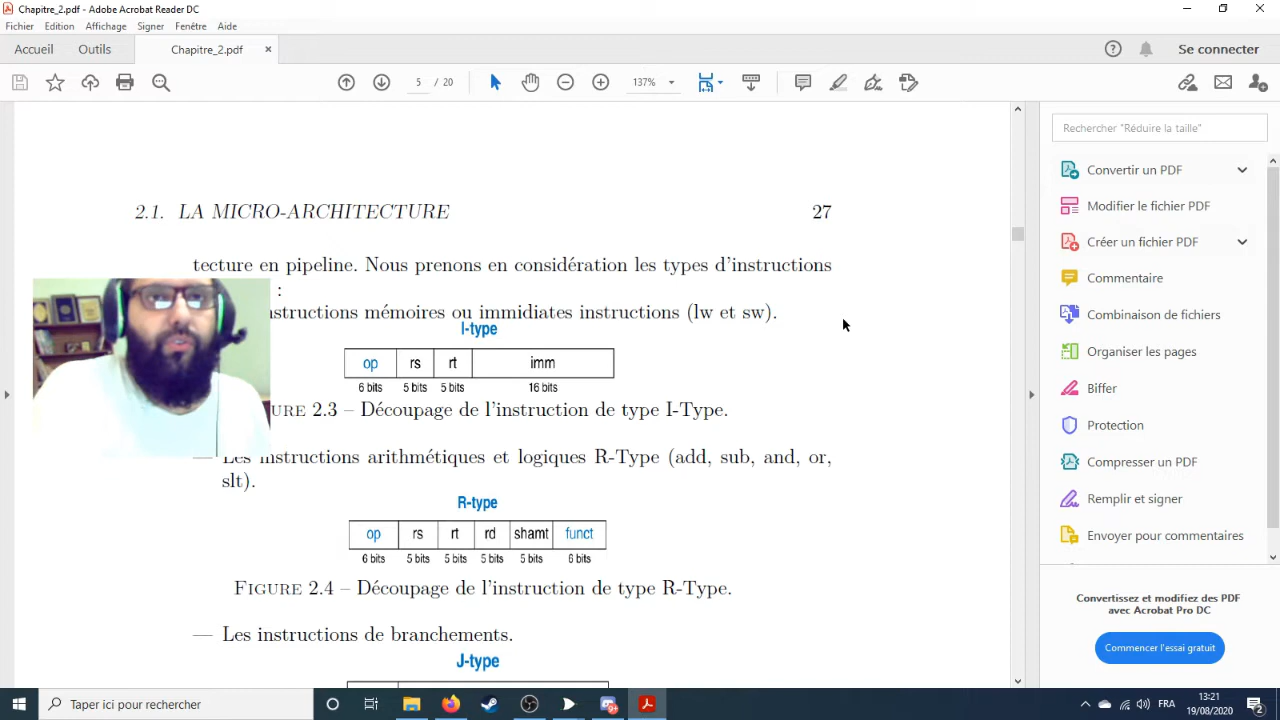 Chapitre_2.pdf - Adobe Acrobat Reader DC
Fichier Edition Affichage Signer Fenêtre Aide
Accueil Outils Chapitre_2.pdf × Se connecter
5 / 20 137%
2.1. LA MICRO-ARCHITECTURE 27
tecture en pipeline. Nous prenons en considération les types d'instructions
:
instructions mémoires ou immidiates instructions (lw et sw).
I-type
op rs rt imm
6 bits 5 bits 5 bits 16 bits
URE 2.3 – Découpage de l'instruction de type I-Type.
— Les instructions arithmétiques et logiques R-Type (add, sub, and, or,
slt).
R-type
op rs rt rd shamt funct
6 bits 5 bits 5 bits 5 bits 5 bits 6 bits
FIGURE 2.4 – Découpage de l'instruction de type R-Type.
— Les instructions de branchements.
J-type
Rechercher "Réduire la taille"
Convertir un PDF
Modifier le fichier PDF
Créer un fichier PDF
Commentaire
Combinaison de fichiers
Organiser les pages
Biffer
Protection
Compresser un PDF
Remplir et signer
Envoyer pour commentaires
Convertissez et modifiez des PDF
avec Acrobat Pro DC
Commencer l'essai gratuit
Taper ici pour rechercher
FRA
13:21
19/08/2020
2